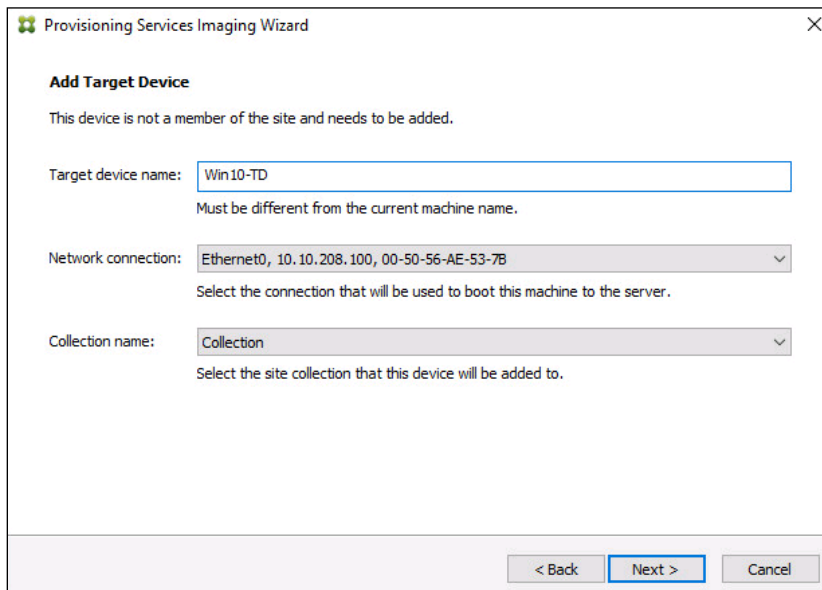 Provisioning Services Imaging Wizard
Add Target Device
This device is not a member of the site and needs to be added.
Target device name: Win10-TD
Must be different from the current machine name.
Network connection: Ethernet0, 10.10.208.100, 00-50-56-AE-53-7B
Select the connection that will be used to boot this machine to the server.
Collection name: Collection
Select the site collection that this device will be added to.
< Back Next > Cancel